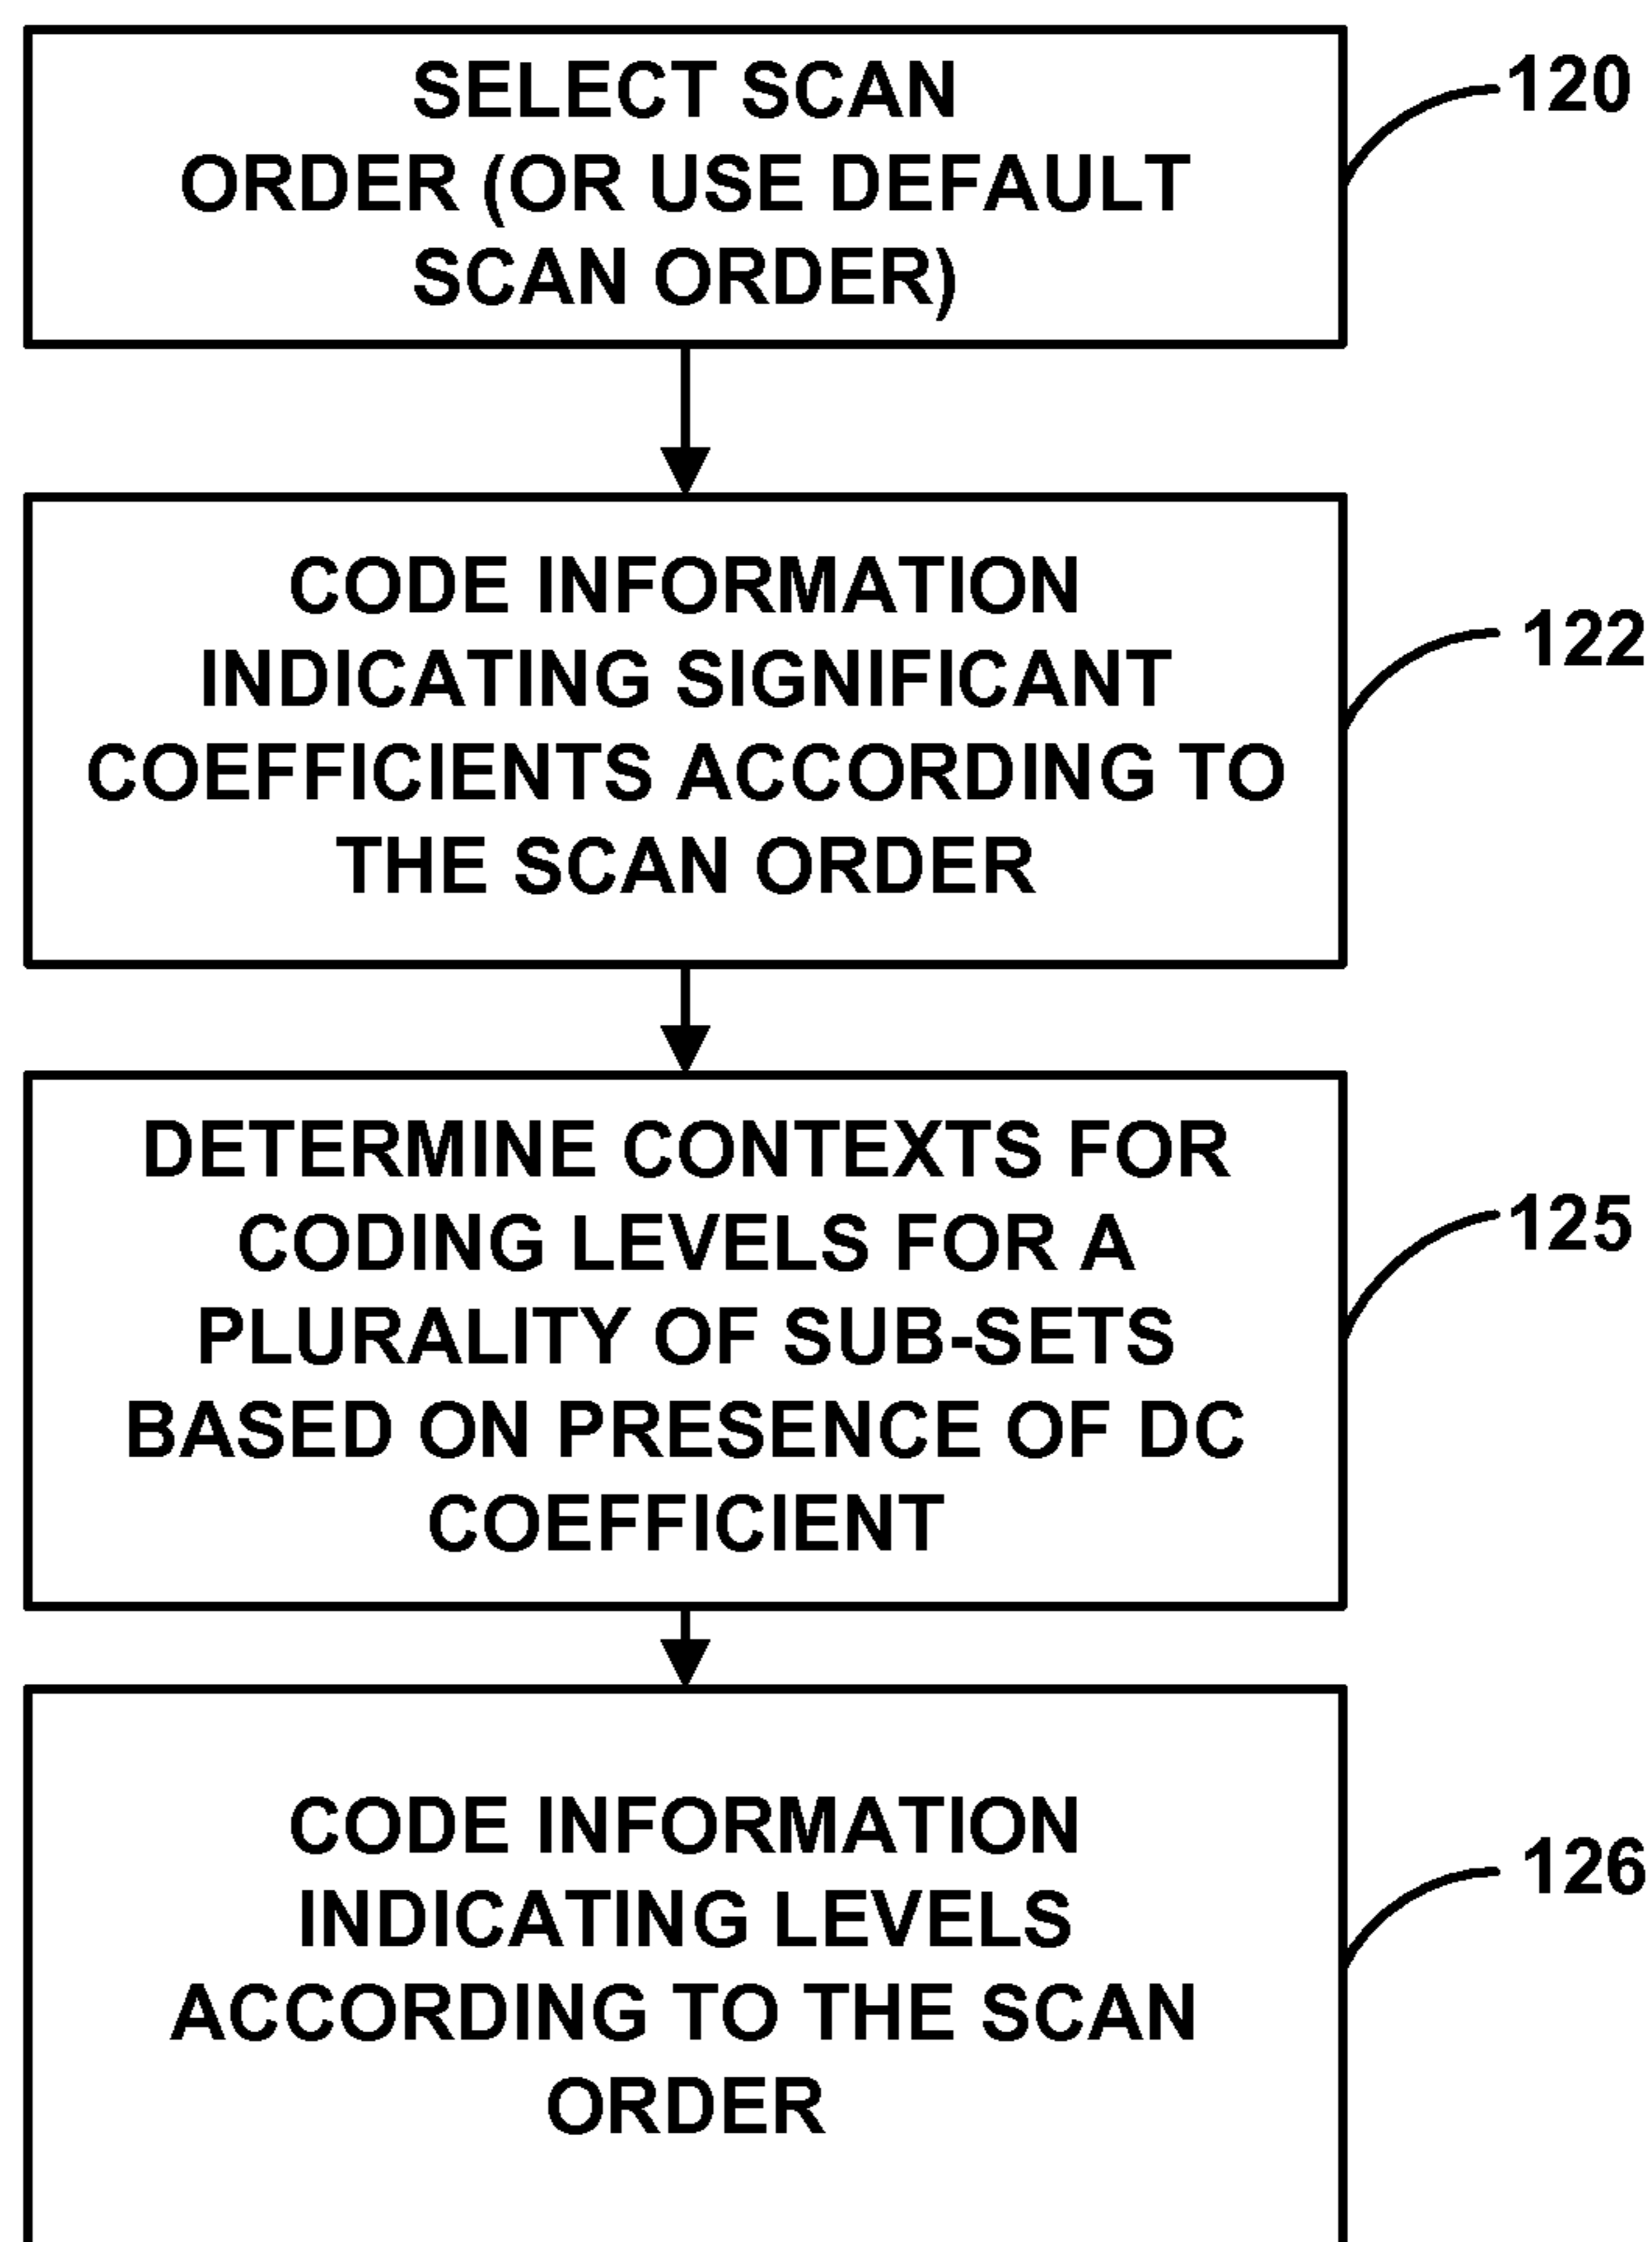 SELECT SCAN
ORDER (OR USE DEFAULT
SCAN ORDER)
120
CODE INFORMATION
INDICATING SIGNIFICANT
COEFFICIENTS ACCORDING TO
THE SCAN ORDER
122
DETERMINE CONTEXTS FOR
CODING LEVELS FOR A
PLURALITY OF SUB-SETS
BASED ON PRESENCE OF DC
COEFFICIENT
125
CODE INFORMATION
INDICATING LEVELS
ACCORDING TO THE SCAN
ORDER
126